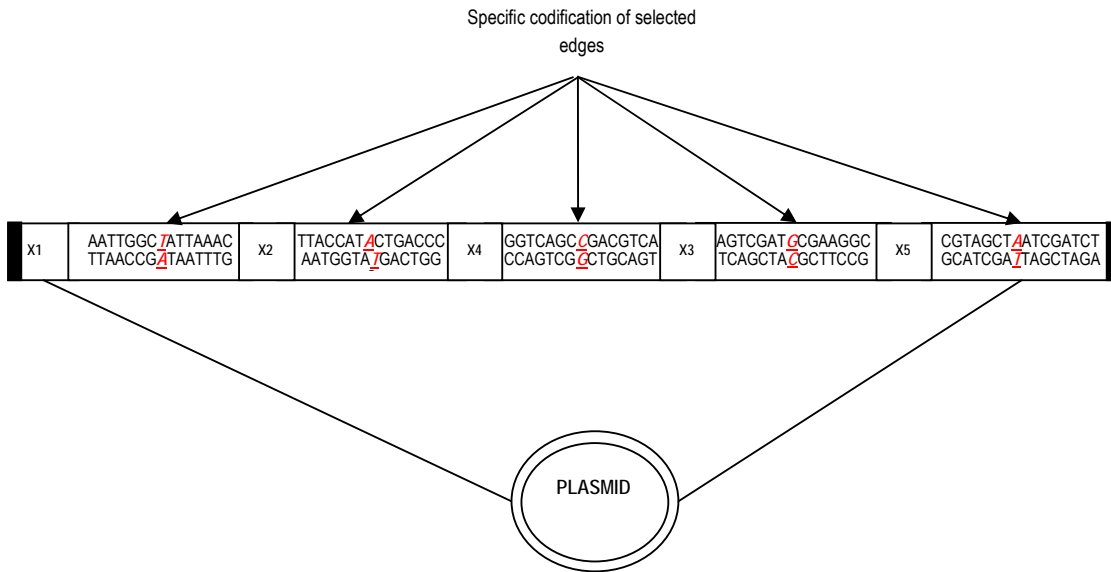 Specific codification of selected
edges
X1 AATTGGCTATTAAAC X2 TTACCATACTGACCC X4 GGTCAGCCGACGTCA X3 AGTCGATGCGAAGGC X5 CGTAGCTAATCGATCT
TTAACCGATAATTTG AATGGTATGACTGG CCAGTCGGCTGCAGT TCAGCTACGCTTCCG GCATCGATTAGCTAGA
PLASMID